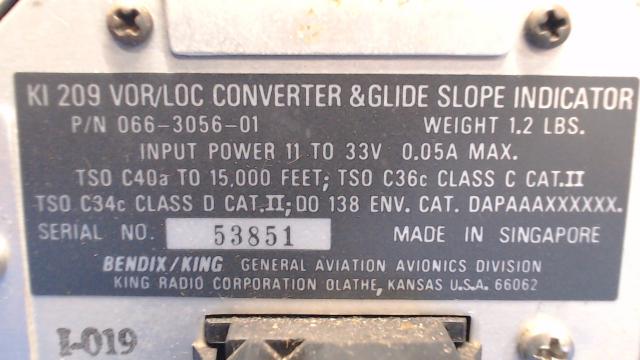 KI 209 VOR/LOC CONVERTER & GLIDE SLOPE INDICATOR
P/N 066-3056-01 WEIGHT 1.2 LBS.
INPUT POWER 11 TO 33V 0.05A MAX.
TSO C40a TO 15,000 FEET; TSO C36c CLASS C CAT.II
TSO C34c CLASS D CAT.II; DO 138 ENV. CAT. DAPAAAXXXXXX.
SERIAL NO. 53851 MADE IN SINGAPORE
BENDIX/KING GENERAL AVIATION AVIONICS DIVISION
KING RADIO CORPORATION OLATHE, KANSAS U.S.A. 66062
I-019